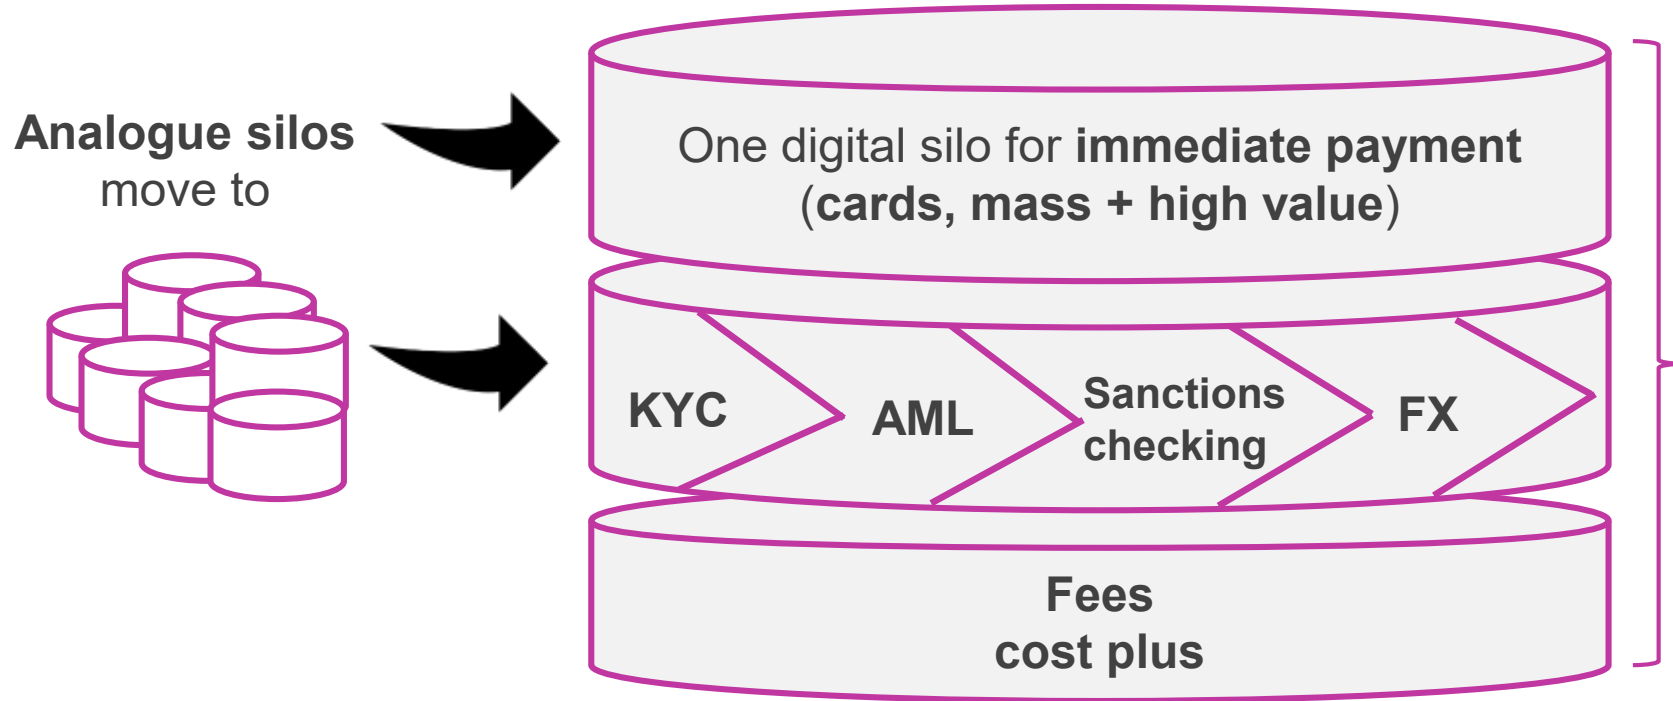 Analogue silos
move to
One digital silo for immediate payment
(cards, mass + high value)
KYC
AML
Sanctions
checking
FX
Fees
cost plus